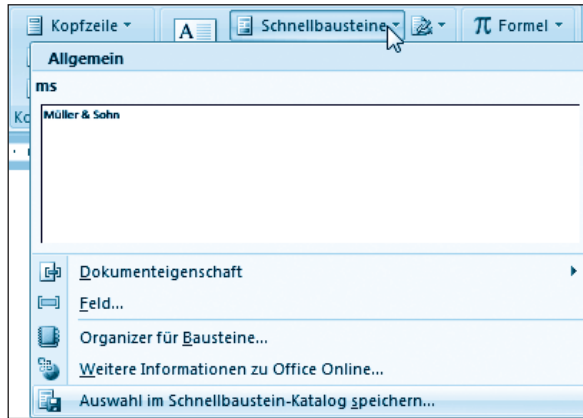 Kopfzeile
A
Schnellbausteine
π Formel
Allgemein
ms
Ko
Müller & Sohn
Dokumenteigenschaft
Feld...
Organizer für Bausteine...
Weitere Informationen zu Office Online...
Auswahl im Schnellbaustein-Katalog speichern...